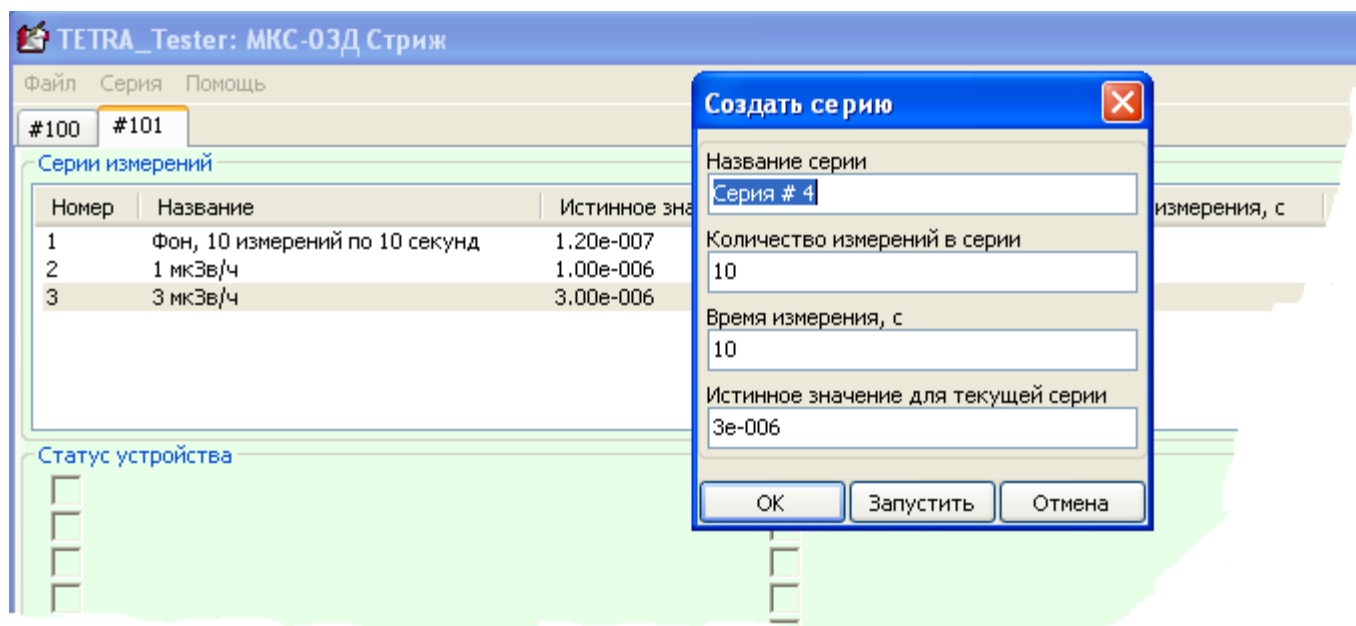 TETRA_Tester: МКС-03Д Стриж
Файл Серия Помощь
#100 #101
Серии измерений
Номер Название Истинное измерения, с
1 Фон, 10 измерений по 10 секунд 1.20e-007
2 1 мкЗв/ч 1.00e-006
3 3 мкЗв/ч 3.00e-006
Статус устройства
Создать серию
Название серии
Серия # 4
Количество измерений в серии
10
Время измерения, с
10
Истинное значение для текущей серии
3e-006
ОК Запустить Отмена